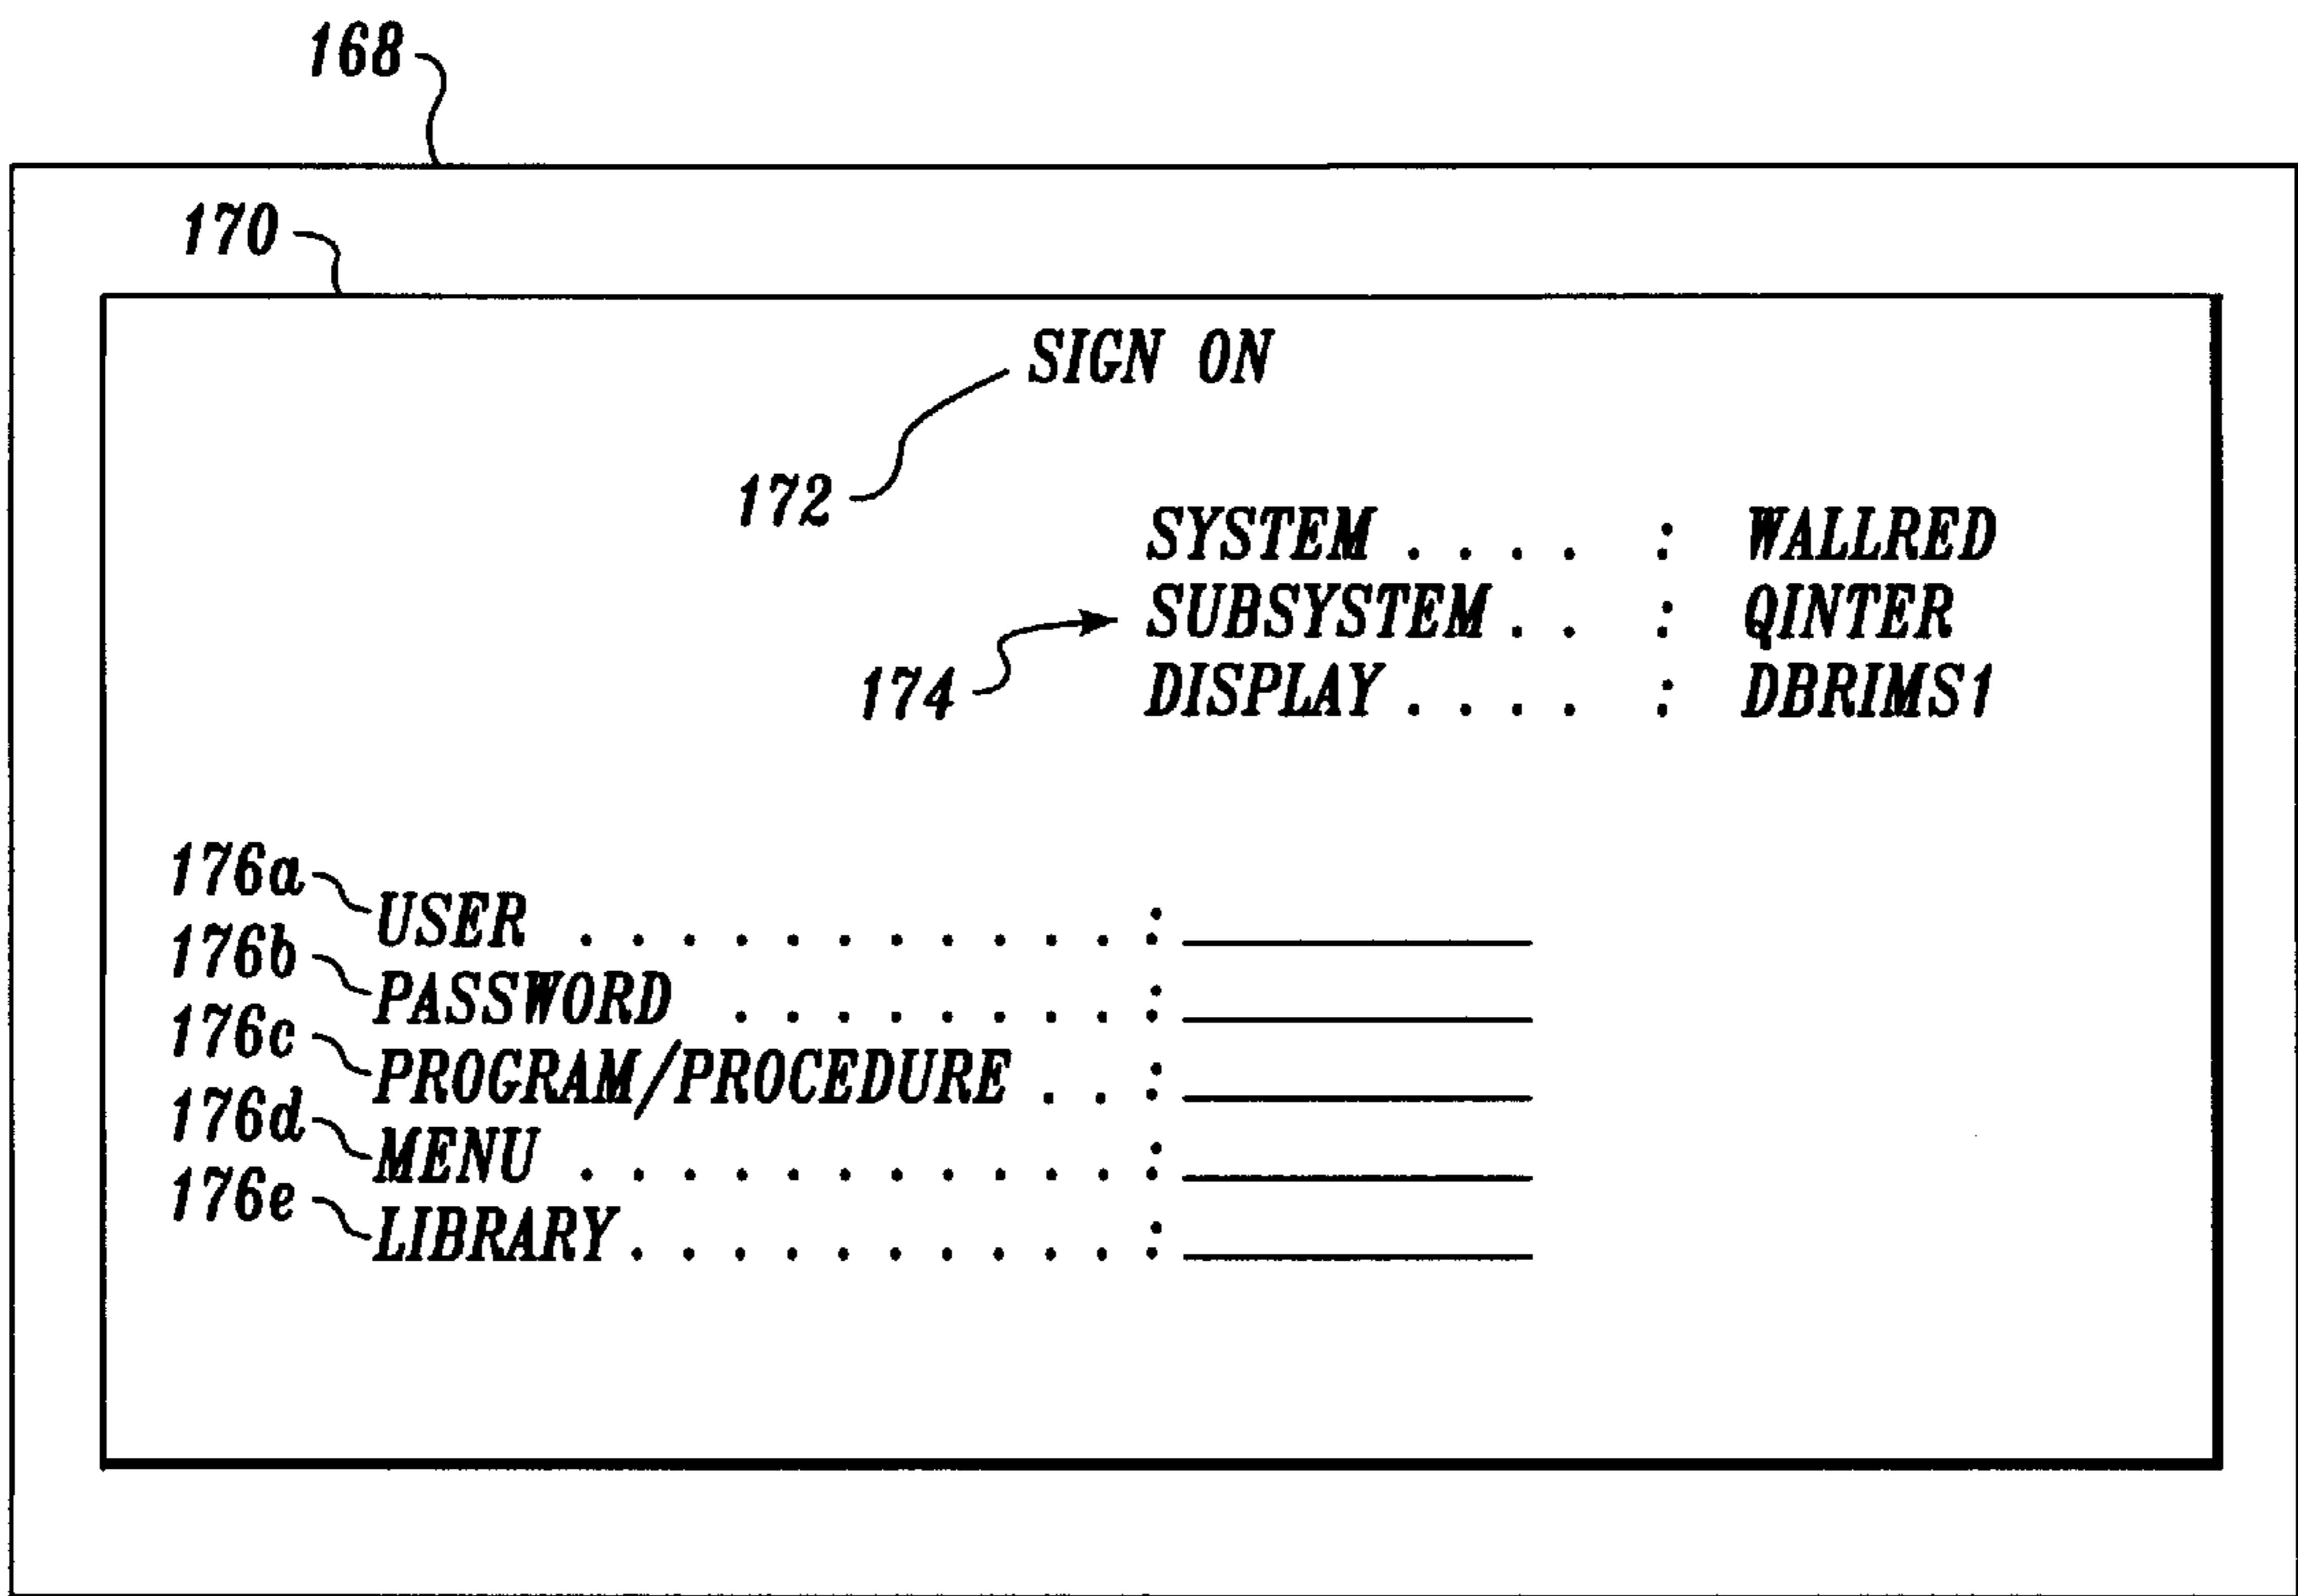 168
170
SIGN ON
172
SYSTEM . . . . : WALLRED
SUBSYSTEM . . : QINTER
174
DISPLAY . . . . : DBRIMS1
176a
USER . . . . . . . . . . . . : 
176b
PASSWORD . . . . . . . . . : 
176c
PROGRAM/PROCEDURE . . . : 
176d
MENU . . . . . . . . . . . . : 
176e
LIBRARY . . . . . . . . . . . :